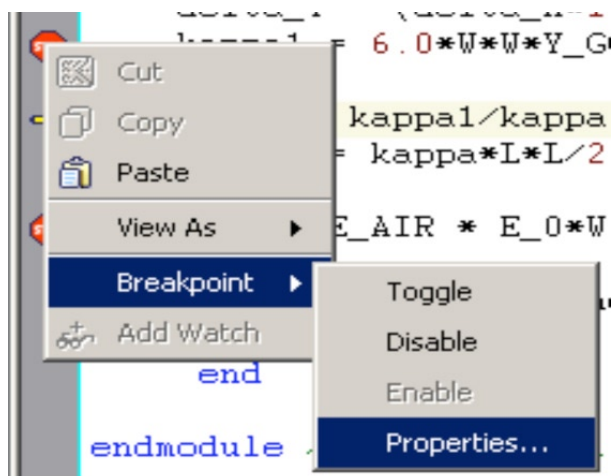 kappa1 = 6.0*W*W*Y_G
Cut
Copy
kappa1/kappa
Paste
= kappa*L*L/2
View As
E_AIR * E_0*W
Breakpoint
Toggle
Add Watch
Disable
end
Enable
endmodule
Properties...